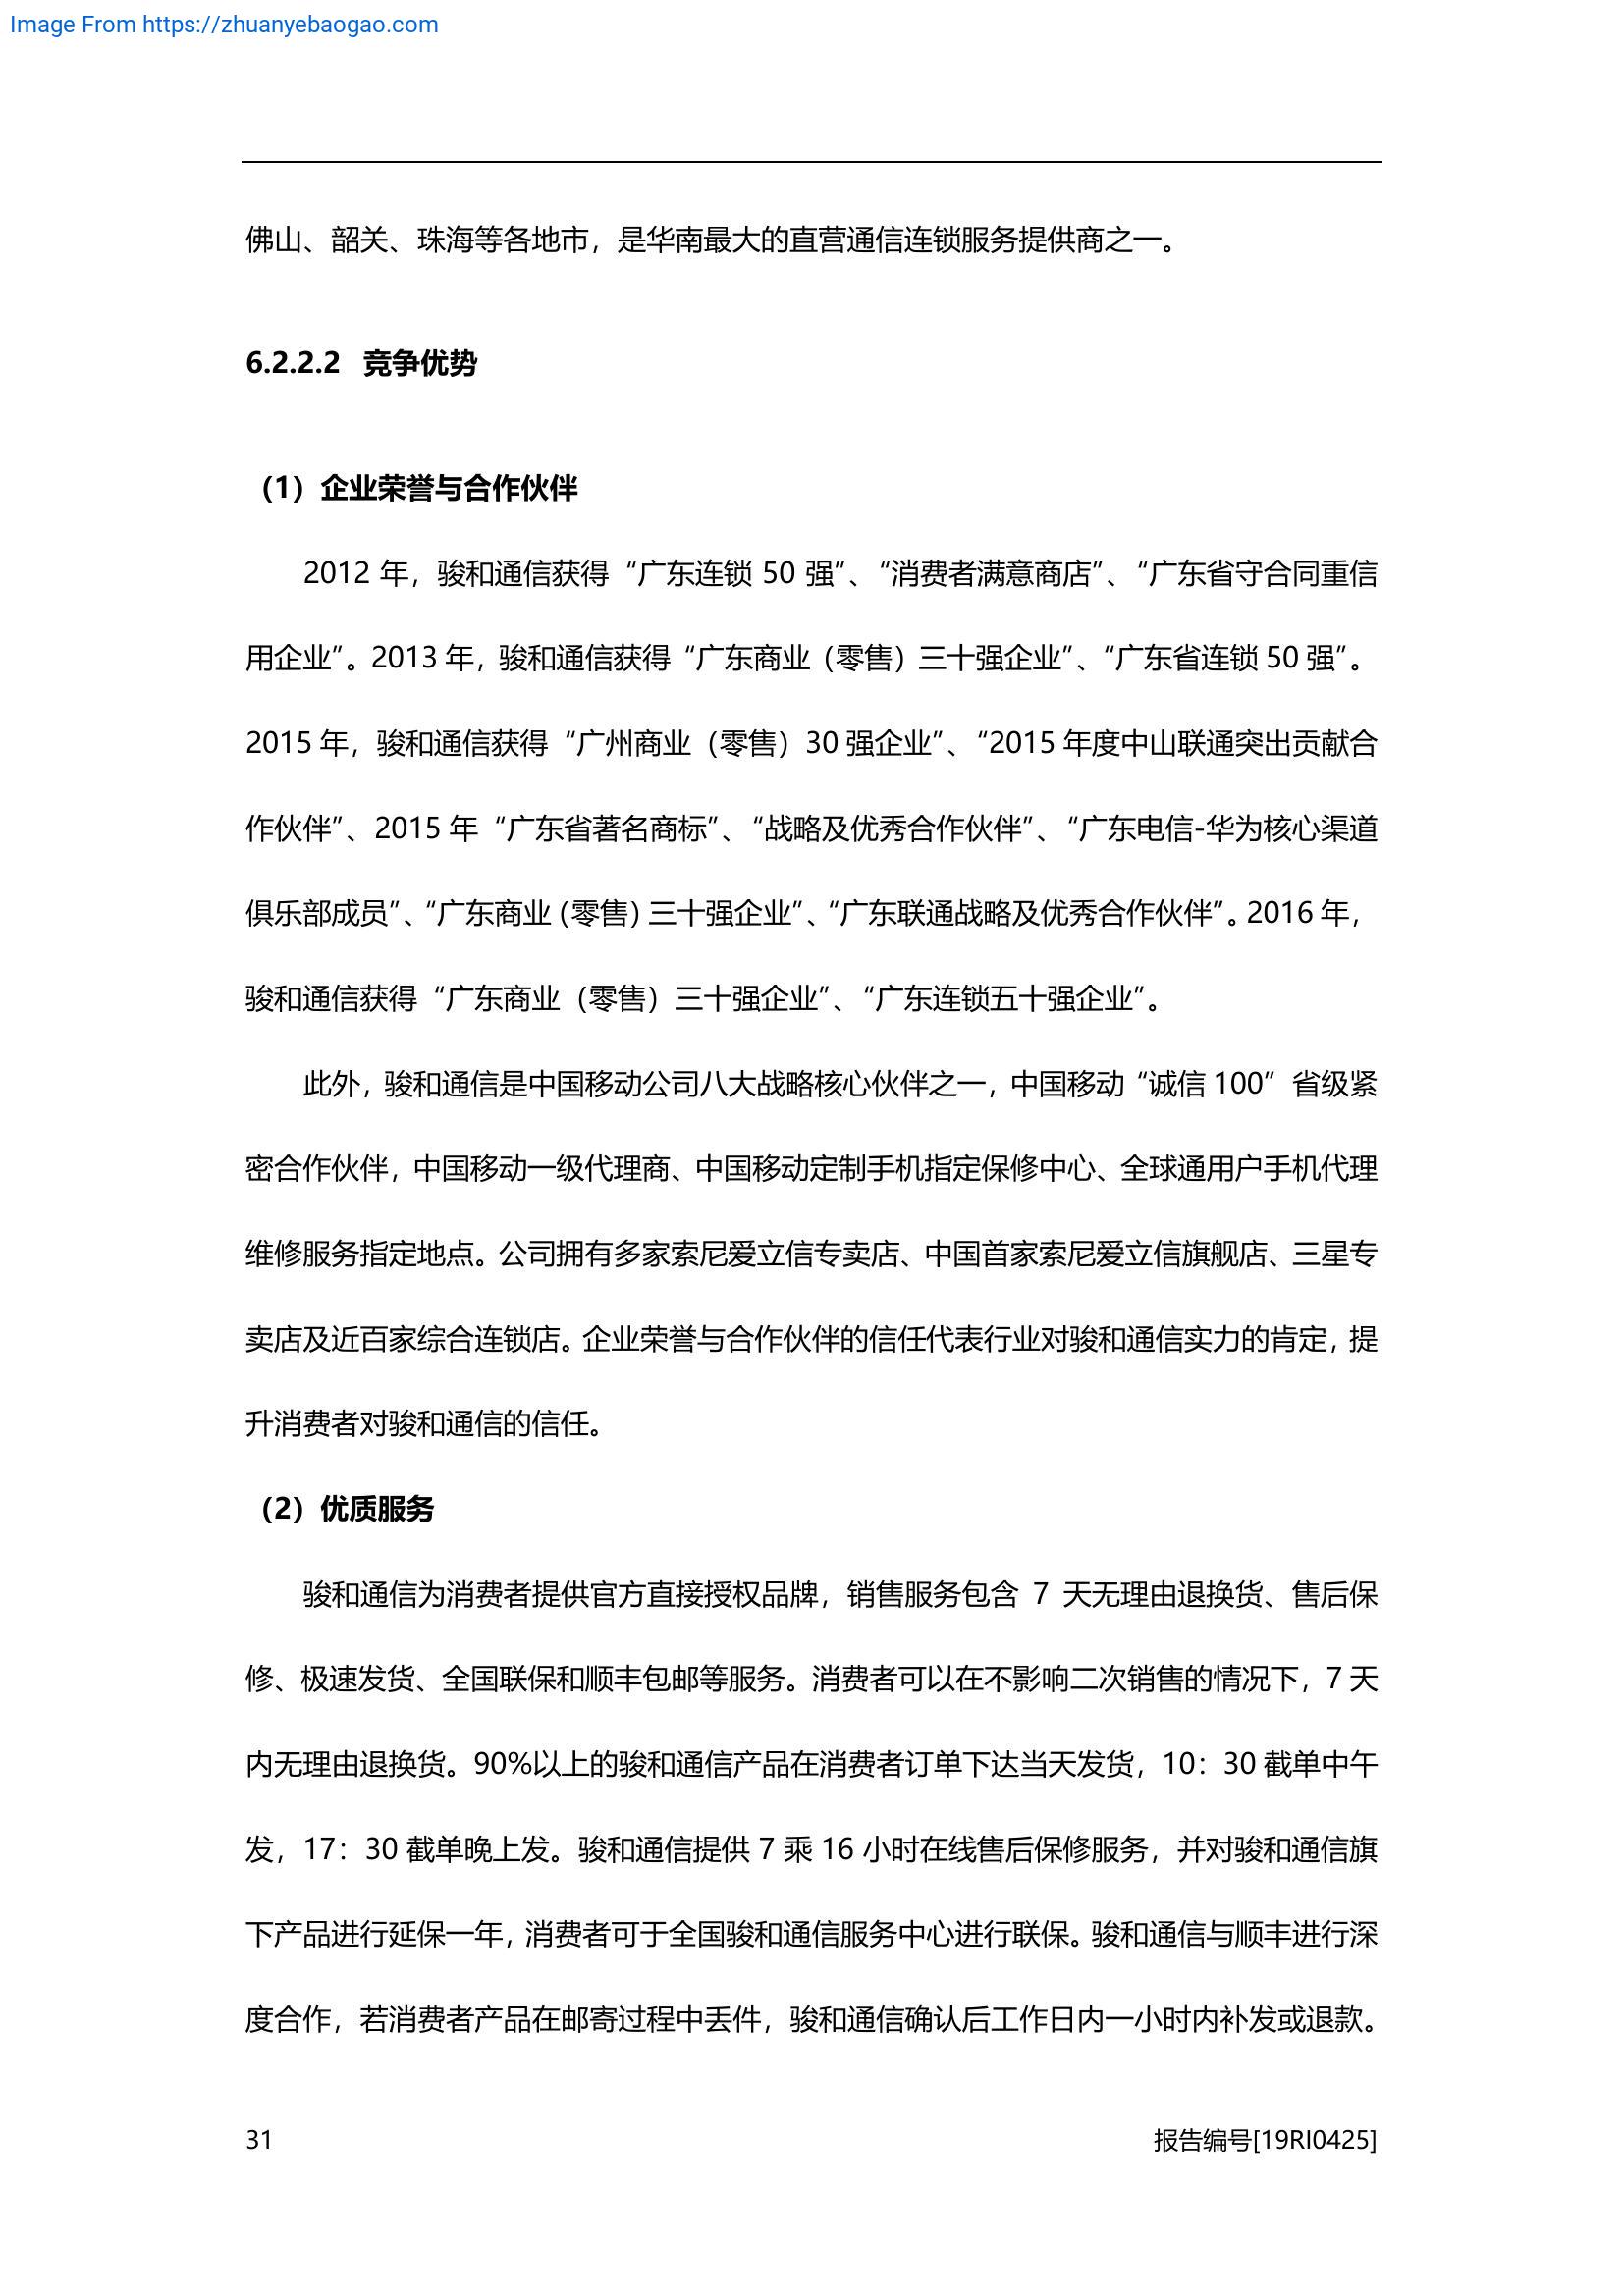 Image From https://zhuanyebaogao.com
佛山、韶关、珠海等各地市，是华南最大的直营通信连锁服务提供商之一。
6.2.2.2 竞争优势
（1）企业荣誉与合作伙伴
2012 年，骏和通信获得“广东连锁 50 强”、“消费者满意商店”、“广东省守合同重信
用企业”。2013 年，骏和通信获得“广东商业（零售）三十强企业”、“广东省连锁 50 强”。
2015 年，骏和通信获得“广州商业（零售）30 强企业”、“2015 年度中山联通突出贡献合
作伙伴”、2015 年“广东省著名商标”、“战略及优秀合作伙伴”、“广东电信-华为核心渠道
俱乐部成员”、“广东商业（零售）三十强企业”、“广东联通战略及优秀合作伙伴”。2016 年，
骏和通信获得“广东商业（零售）三十强企业”、“广东连锁五十强企业”。
此外，骏和通信是中国移动公司八大战略核心伙伴之一，中国移动“诚信 100”省级紧
密合作伙伴，中国移动一级代理商、中国移动定制手机指定保修中心、全球通用户手机代理
维修服务指定地点。公司拥有多家索尼爱立信专卖店、中国首家索尼爱立信旗舰店、三星专
卖店及近百家综合连锁店。企业荣誉与合作伙伴的信任代表行业对骏和通信实力的肯定，提
升消费者对骏和通信的信任。
（2）优质服务
骏和通信为消费者提供官方直接授权品牌，销售服务包含 7 天无理由退换货、售后保
修、极速发货、全国联保和顺丰包邮等服务。消费者可以在不影响二次销售的情况下，7 天
内无理由退换货。90%以上的骏和通信产品在消费者订单下达当天发货，10：30 截单中午
发，17：30 截单晚上发。骏和通信提供 7 乘 16 小时在线售后保修服务，并对骏和通信旗
下产品进行延保一年，消费者可于全国骏和通信服务中心进行联保。骏和通信与顺丰进行深
度合作，若消费者产品在邮寄过程中丢件，骏和通信确认后工作日内一小时内补发或退款。
31
报告编号[19RI0425]